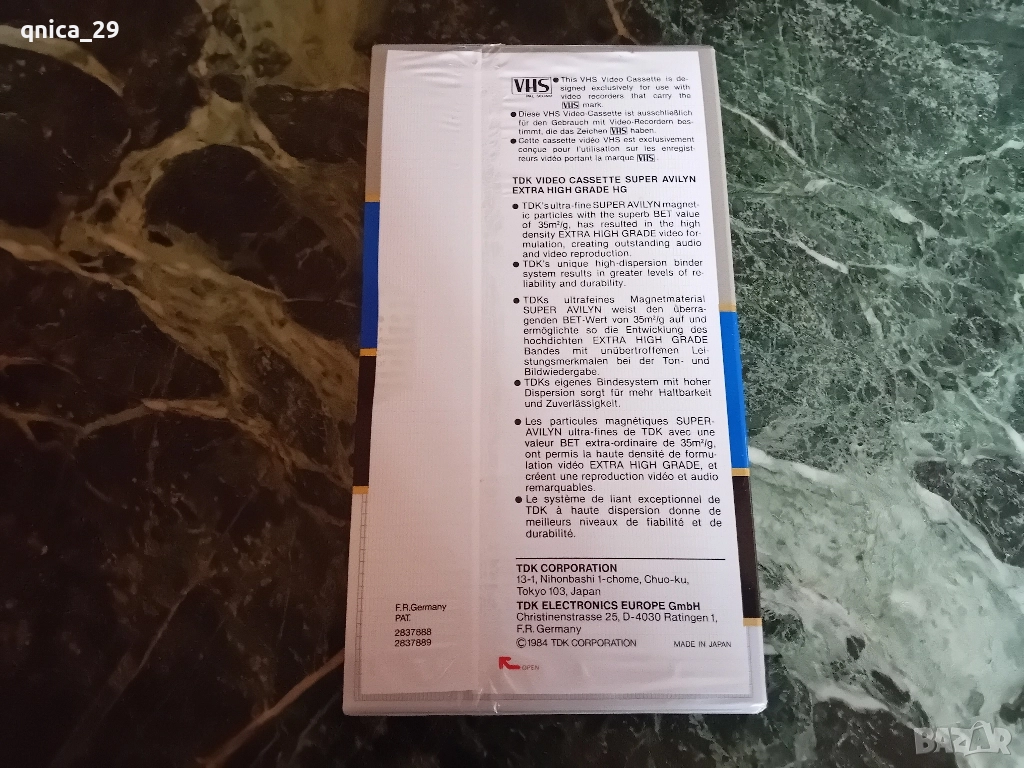 qnica_29
VHS
● This VHS Video Cassette is de-
signed exclusively for use with
video recorders that carry the
VHS mark.
● Diese VHS Video-Cassette ist ausschließlich
für den Gebrauch mit Video-Recordern bes-
timmt, die das Zeichen VHS haben.
● Cette cassette vidéo VHS est exclusivement
conçue pour l'utilisation sur les enregist-
reurs vidéo portant la marque VHS.
TDK VIDEO CASSETTE SUPER AVILYN
EXTRA HIGH GRADE HG
● TDK's ultra-fine SUPER AVILYN magnet-
ic particles with the superb BET value
of 35m²/g, has resulted in the high
density EXTRA HIGH GRADE video for-
mulation, creating outstanding audio
and video reproduction.
● TDK's unique high-dispersion binder
system results in greater levels of re-
liability and durability.
● TDKs ultrafeines Magnetmaterial
SUPER AVILYN weist den überra-
genden BET-Wert von 35m²/g auf und
ermöglichte so die Entwicklung des
hochdichten EXTRA HIGH GRADE
Bandes mit unübertroffenen Lei-
stungsmerkmalen bei der Ton- und
Bildwiedergabe.
● TDKs eigenes Bindesystem mit hoher
Dispersion sorgt für mehr Haltbarkeit
und Zuverlässigkeit.
● Les particules magnétiques SUPER-
AVILYN ultra-fines de TDK avec une
valeur BET extra-ordinaire de 35m²/g,
ont permis la haute densité de formu-
lation vidéo EXTRA HIGH GRADE, et
créent une reproduction vidéo et audio
remarquables.
● Le système de liant exceptionnel de
TDK à haute dispersion donne de
meilleurs niveaux de fiabilité et de
durabilité.
TDK CORPORATION
13-1, Nihonbashi 1-chome, Chuo-ku,
Tokyo 103, Japan
TDK ELECTRONICS EUROPE GmbH
Christinenstrasse 25, D-4030 Ratingen 1,
F.R. Germany
©1984 TDK CORPORATION MADE IN JAPAN
F.R.Germany
PAT.
2837888
2837889
OPEN
BAZAR